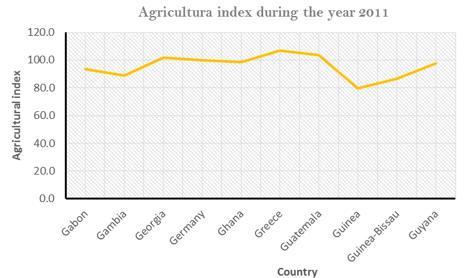 Agricultura index during the year 2011
120.0
100.0
80.0
60.0
40.0
20.0
0.0
Agricultural index
Gabon
Gambia
Georgia
Germany
Ghana
Greece
Guatemala
Guinea
Guinea-Bissau
Guyana
Country